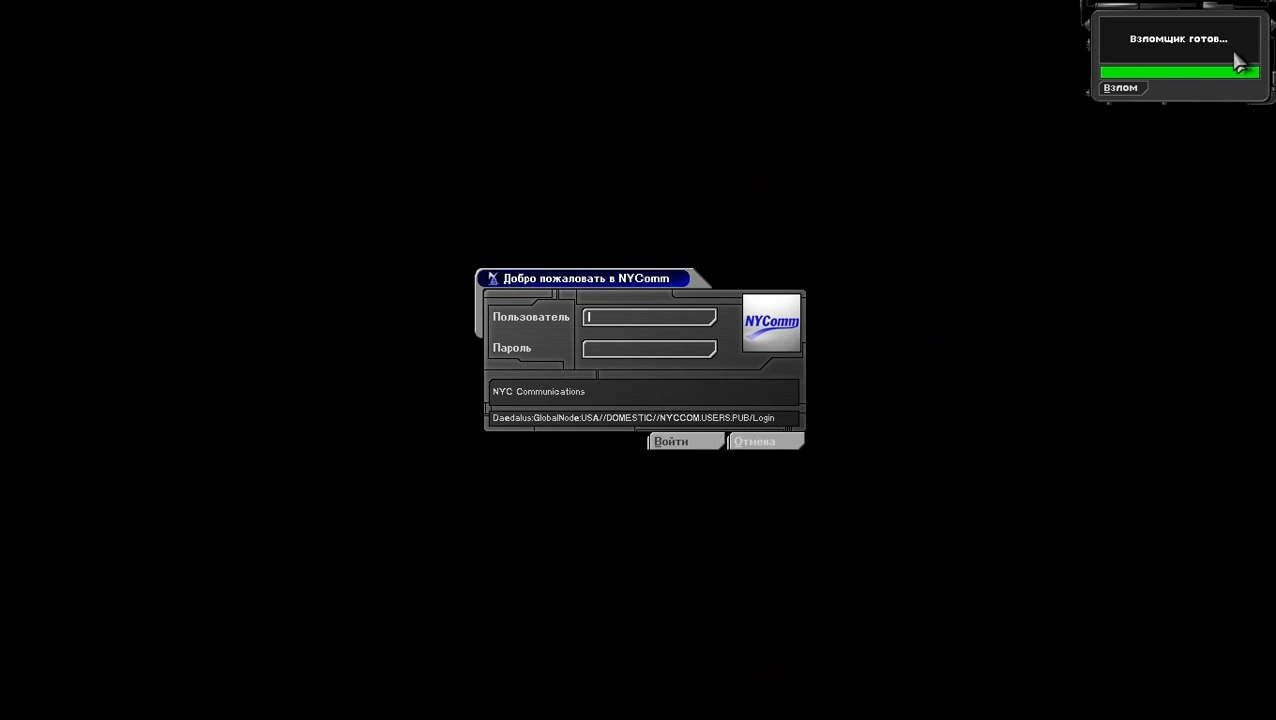 Взломщик готов...
Взлом
Добро пожаловать в NYComm
Пользователь
NYComm
Пароль
NYC Communications
Daedalus:GlobalNode:USA//DOMESTIC//NYCCOM.USERS.PUB/Login
Войти
Отмева